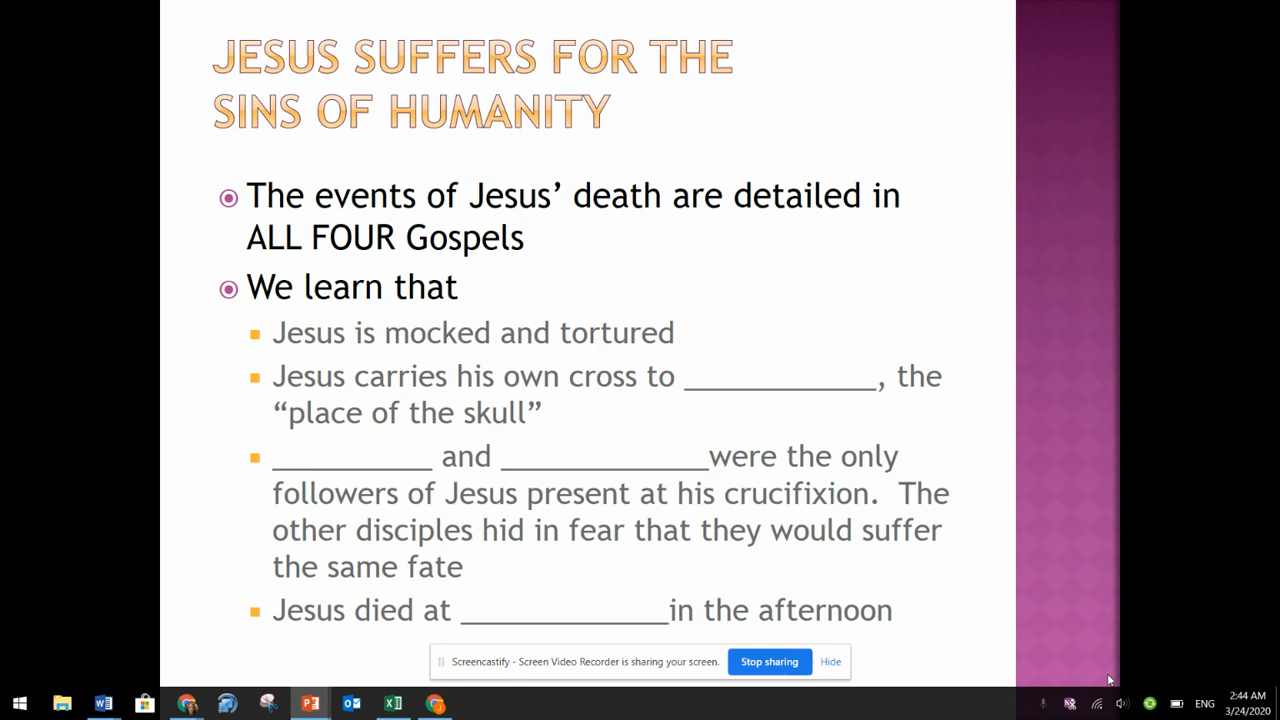 JESUS SUFFERS FOR THE
SINS OF HUMANITY
The events of Jesus’ death are detailed in
ALL FOUR Gospels
We learn that
Jesus is mocked and tortured
Jesus carries his own cross to ____________, the
“place of the skull”
__________ and _____________were the only
followers of Jesus present at his crucifixion.  The
other disciples hid in fear that they would suffer
the same fate
Jesus died at _____________in the afternoon
Screencastify - Screen Video Recorder is sharing your screen. Stop sharing Hide
ENG 2:44 AM
3/24/2020